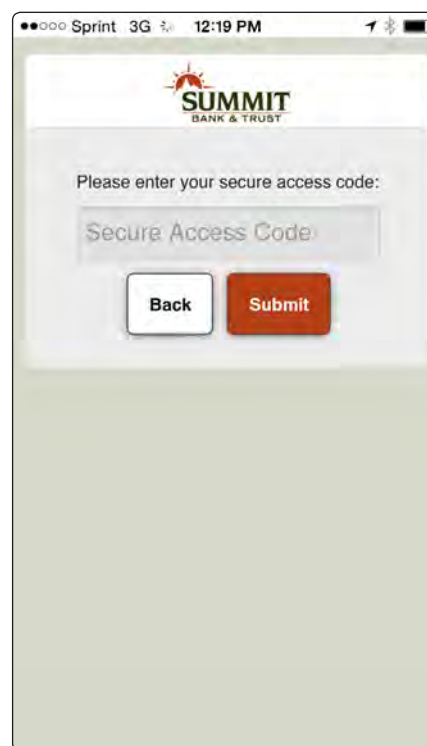 Sprint 3G 12:19 PM
SUMMIT
BANK & TRUST
Please enter your secure access code:
Secure Access Code
Back Submit